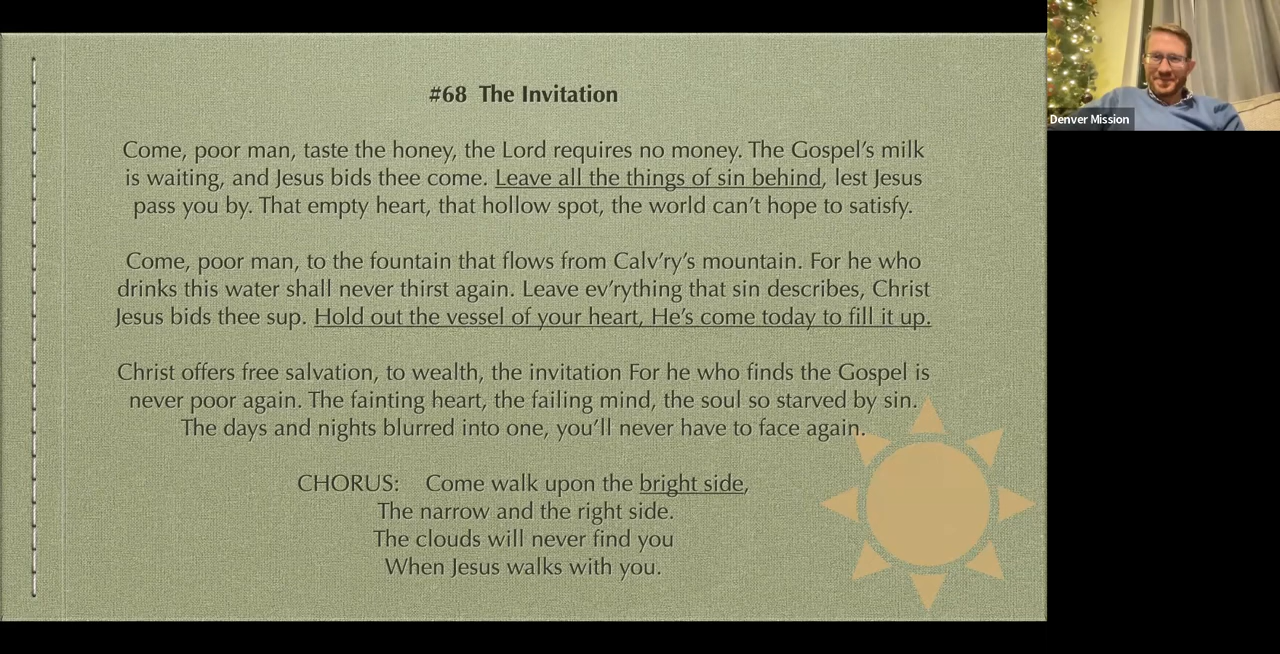 #68 The Invitation
Come, poor man, taste the honey, the Lord requires no money. The Gospel's milk
is waiting, and Jesus bids thee come. Leave all the things of sin behind, lest Jesus
pass you by. That empty heart, that hollow spot, the world can't hope to satisfy.
Come, poor man, to the fountain that flows from Calv'ry's mountain. For he who
drinks this water shall never thirst again. Leave ev'rything that sin describes, Christ
Jesus bids thee sup. Hold out the vessel of your heart, He's come today to fill it up.
Christ offers free salvation, to wealth, the invitation For he who finds the Gospel is
never poor again. The fainting heart, the failing mind, the soul so starved by sin.
The days and nights blurred into one, you'll never have to face again.
CHORUS: Come walk upon the bright side,
The narrow and the right side.
The clouds will never find you
When Jesus walks with you.
Denver Mission